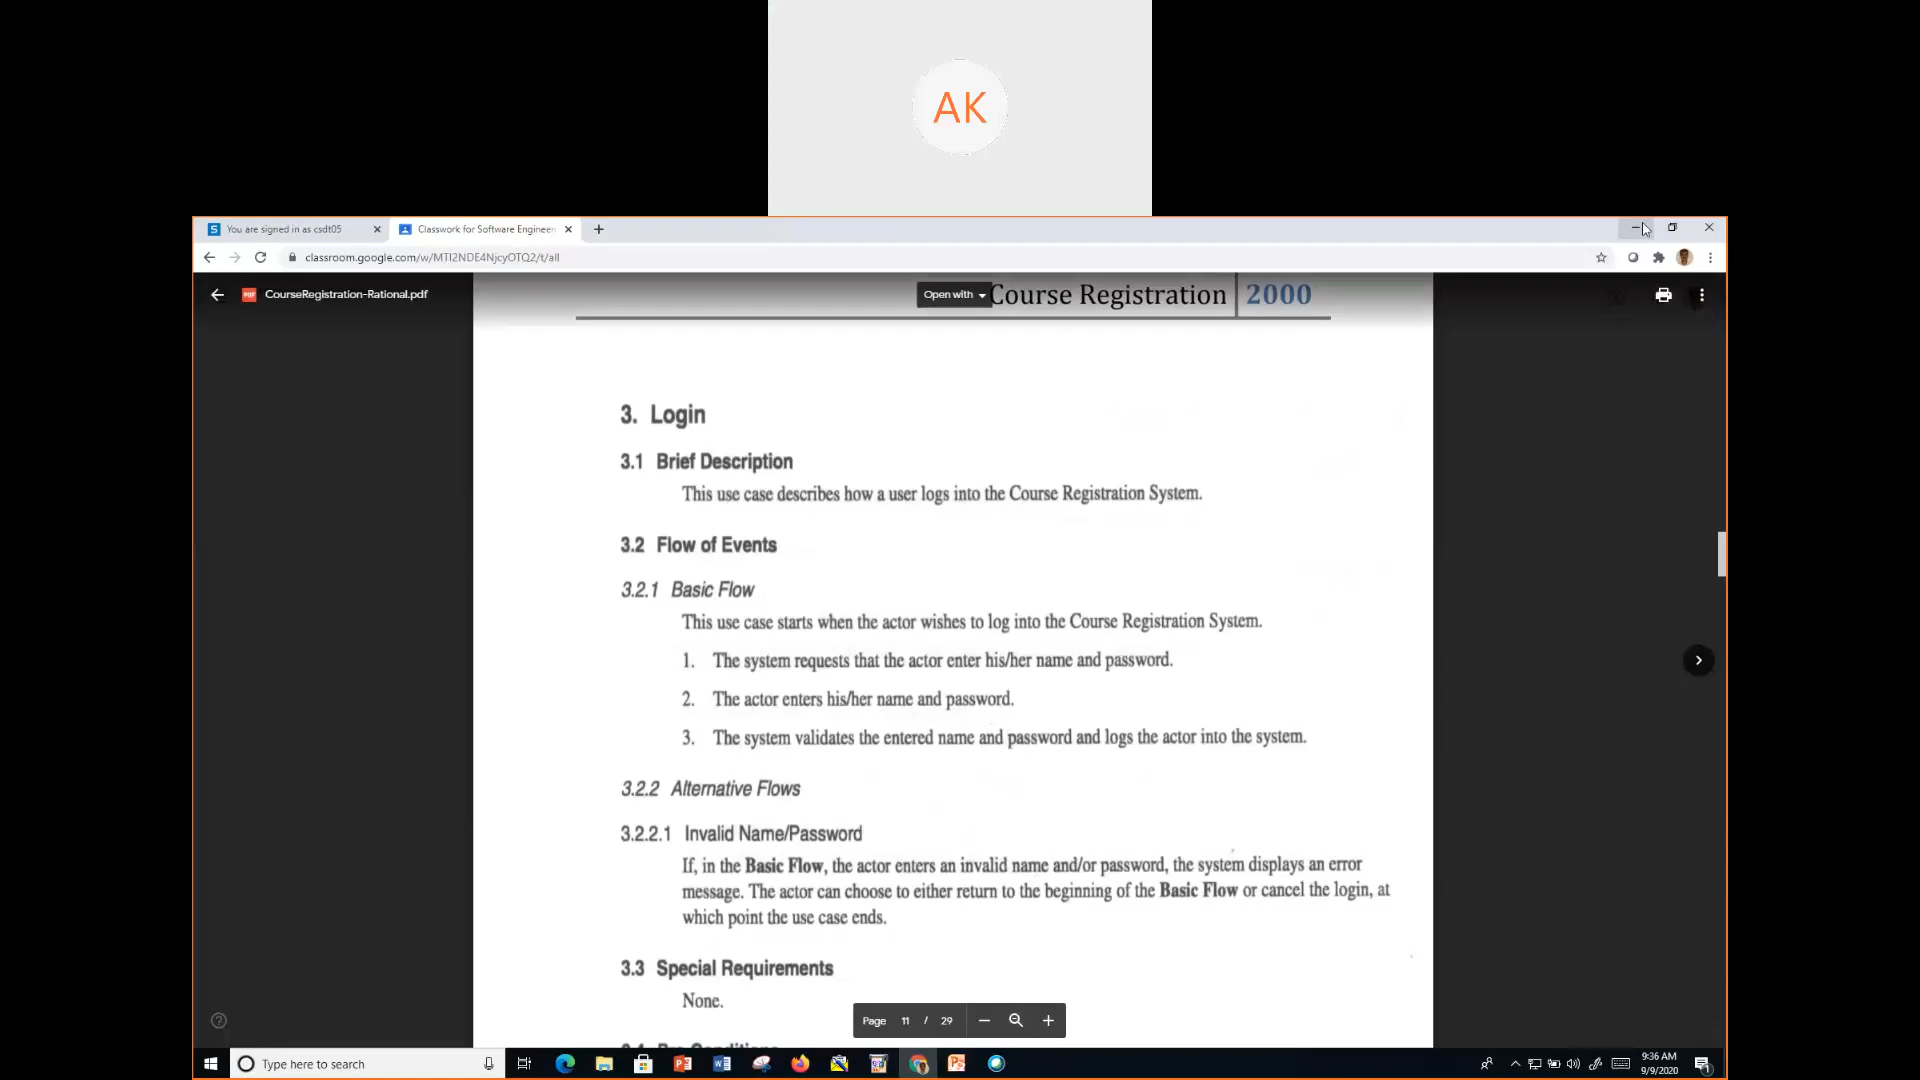 AK
You are signed in as csdt05
Classwork for Software Engineer
classroom.google.com/w/MTI2NDE4NjcyOTQ2/t/all
PDF CourseRegistration-Rational.pdf
Open with
Course Registration 2000
3. Login
3.1 Brief Description
This use case describes how a user logs into the Course Registration System.
3.2 Flow of Events
3.2.1 Basic Flow
This use case starts when the actor wishes to log into the Course Registration System.
1. The system requests that the actor enter his/her name and password.
2. The actor enters his/her name and password.
3. The system validates the entered name and password and logs the actor into the system.
3.2.2 Alternative Flows
3.2.2.1 Invalid Name/Password
If, in the Basic Flow, the actor enters an invalid name and/or password, the system displays an error
message. The actor can choose to either return to the beginning of the Basic Flow or cancel the login, at
which point the use case ends.
3.3 Special Requirements
None.
Page 11 / 29
Type here to search
9:36 AM
9/9/2020